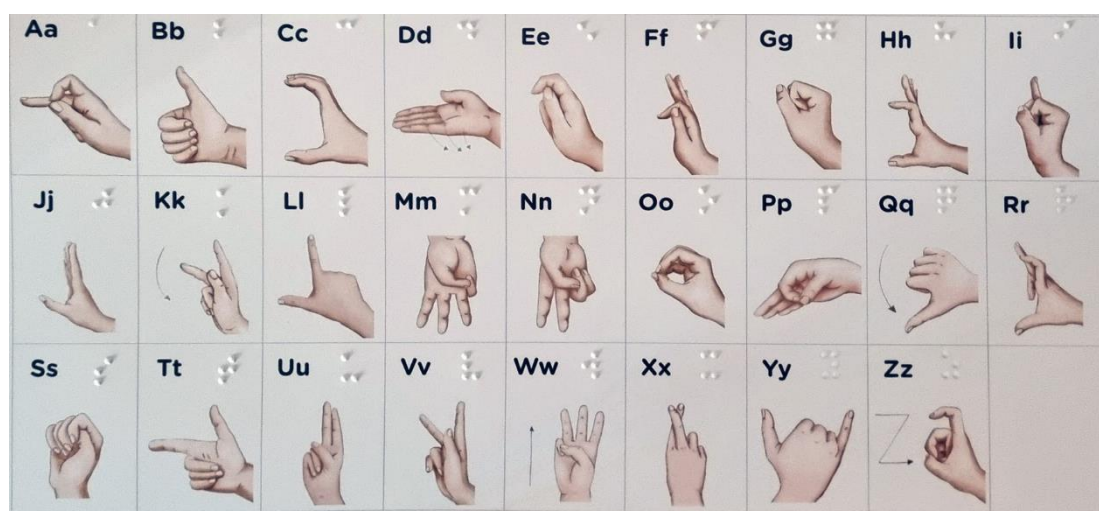 Aa Bb Cc Dd Ee Ff Gg Hh Ii
Jj Kk Ll Mm Nn Oo Pp Qq Rr
Ss Tt Uu Vv Ww Xx Yy Zz